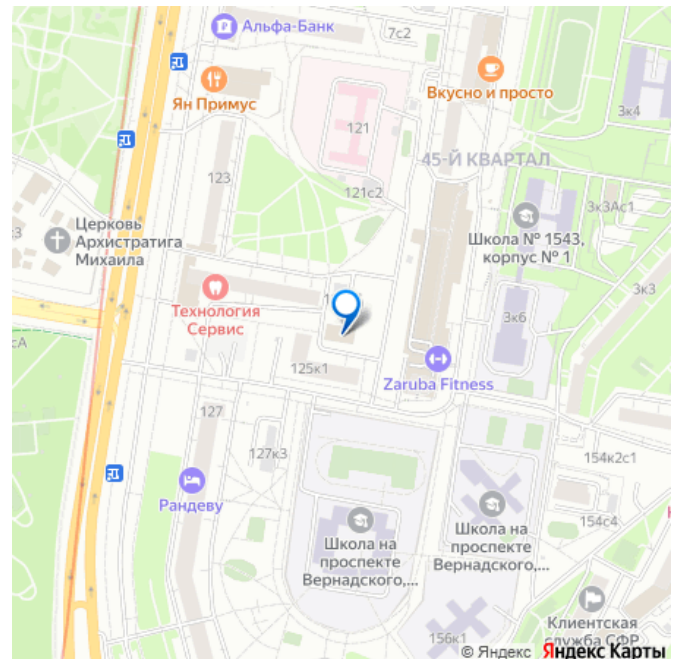 Альфа-Банк
7с2
Ян Примус
Вкусно и просто
3к4
121
45-Й КВАРТАЛ
123
121с2
3к3Ас1
Церковь
Архистратига
Михаила
Школа № 1543,
корпус № 1
3к3
Технология
Сервис
3к6
сА
125к1
Zaruba Fitness
127
127к3
154к2с1
Рандеву
154с4
Школа на
проспекте
Вернадского,...
Школа на
проспекте
Вернадского,...
156к1
Клиентская
служба СФР
© Яндекс Яндекс Карты